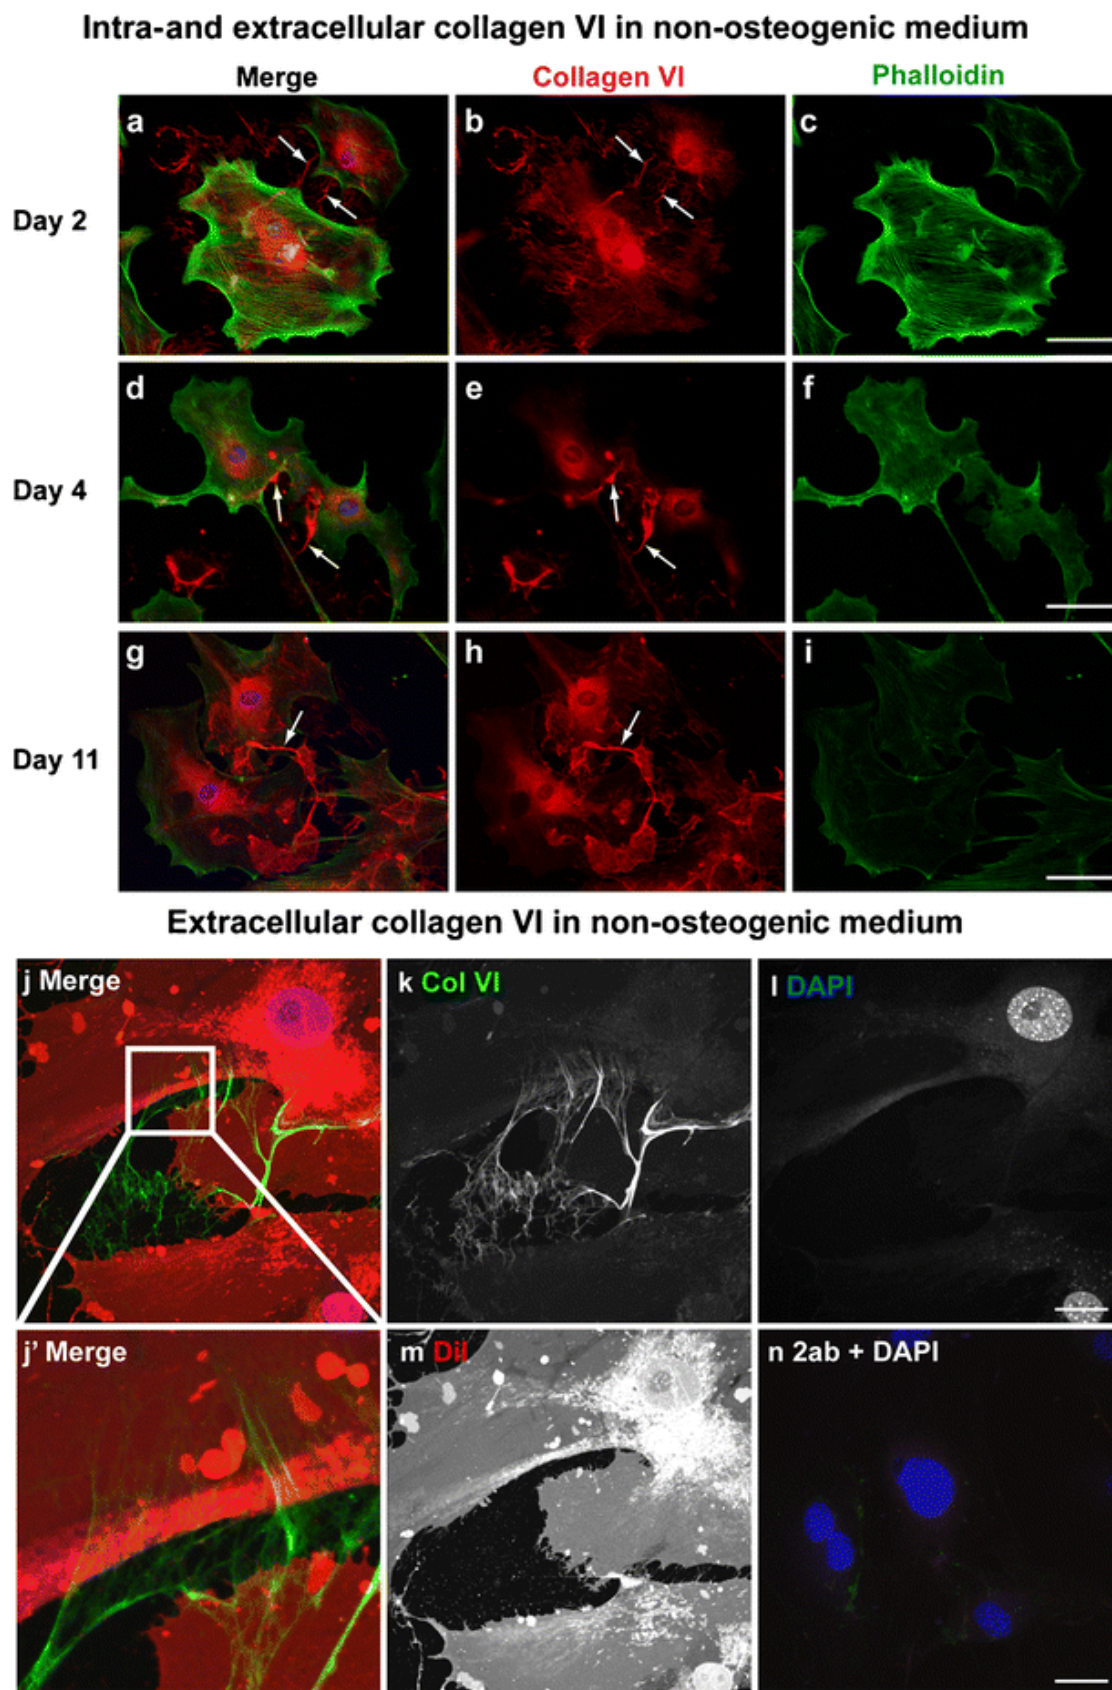 Intra-and extracellular collagen VI in non-osteogenic medium
Merge Collagen VI Phalloidin
a b c
Day 2
d e f
Day 4
g h i
Day 11
Extracellular collagen VI in non-osteogenic medium
j Merge k Col VI l DAPI
j’ Merge m DiI n 2ab + DAPI